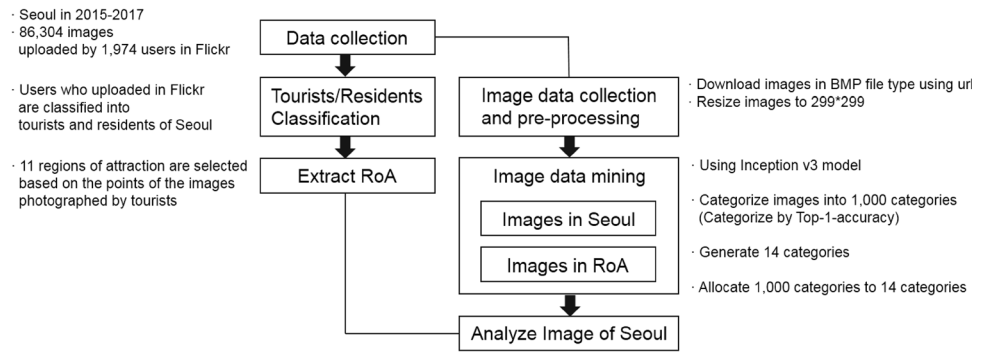 · Seoul in 2015-2017
· 86,304 images
uploaded by 1,974 users in Flickr
· Users who uploaded in Flickr
are classified into
tourists and residents of Seoul
· 11 regions of attraction are selected
based on the points of the images
photographed by tourists
Data collection
Tourists/Residents
Classification
Extract RoA
Image data collection
and pre-processing
Image data mining
Images in Seoul
Images in RoA
Analyze Image of Seoul
· Download images in BMP file type using url
· Resize images to 299*299
· Using Inception v3 model
· Categorize images into 1,000 categories
(Categorize by Top-1-accuracy)
· Generate 14 categories
· Allocate 1,000 categories to 14 categories